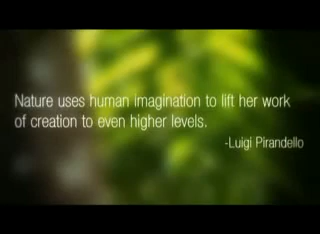 Nature uses human imagination to lift her work
of creation to even higher levels.
-Luigi Pirandello